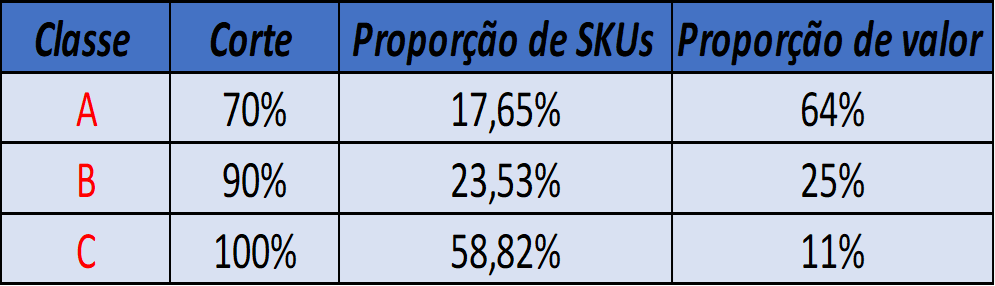 Classe Corte Proporção de SKUs Proporção de valor
A 70% 17,65% 64%
B 90% 23,53% 25%
C 100% 58,82% 11%